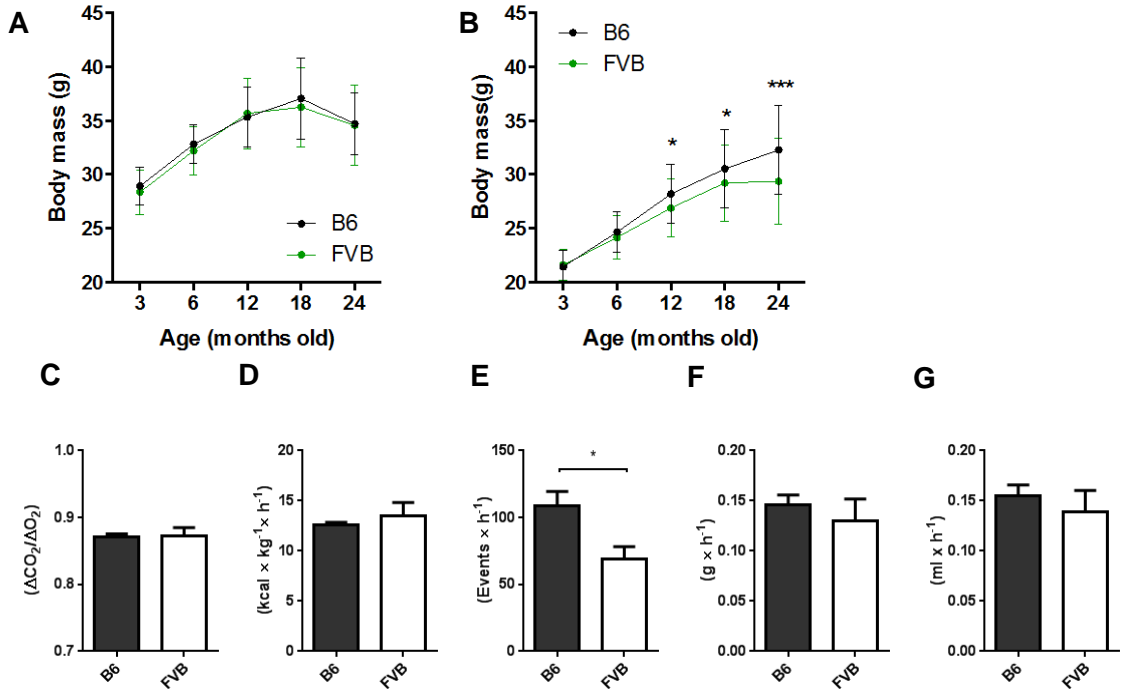 A
45
40
35
30
25
20
Body mass (g)
B6
FVB
3 6 12 18 24
Age (months old)
B
45
40
35
30
25
20
Body mass(g)
B6
FVB
* * ***
3 6 12 18 24
Age (months old)
C
1.0
0.9
0.8
0.7
(ΔCO₂/ΔO₂)
B6 FVB
D
20
15
10
5
0
(kcal × kg⁻¹× h⁻¹)
B6 FVB
E
150
100
50
0
(Events × h⁻¹)
*
B6 FVB
F
0.20
0.15
0.10
0.05
0.00
(g × h⁻¹)
B6 FVB
G
0.20
0.15
0.10
0.05
0.00
(ml x h⁻¹)
B6 FVB